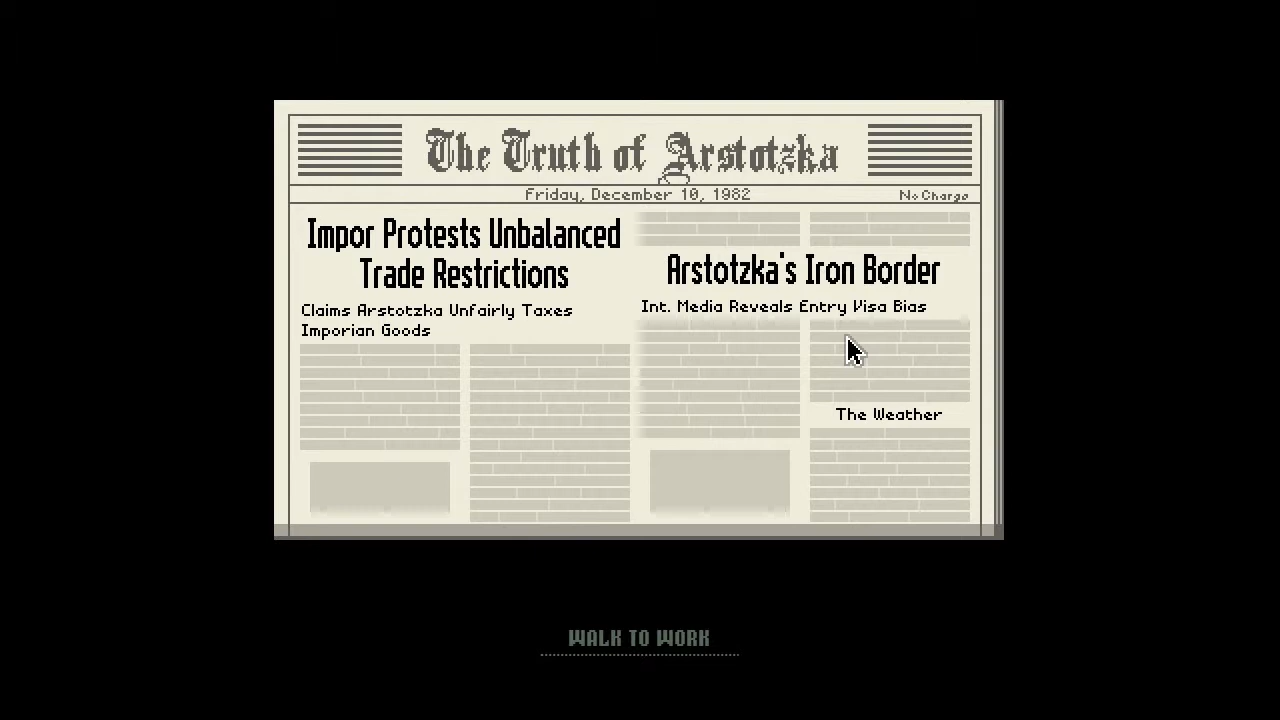 The Truth of Arstotzka
Friday, December 10, 1982
No Charge
Impor Protests Unbalanced
Trade Restrictions
Claims Arstotzka Unfairly Taxes
Imporian Goods
Arstotzka's Iron Border
Int. Media Reveals Entry Visa Bias
The Weather
WALK TO WORK